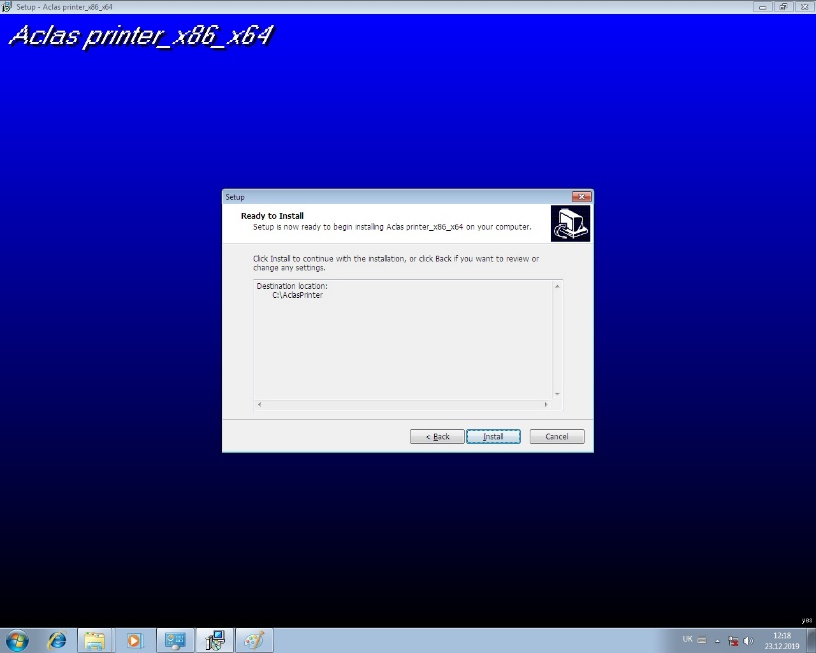 Setup - Aclas printer_x86_x64
Aclas printer_x86_x64
Setup
Ready to Install
Setup is now ready to begin installing Aclas printer_x86_x64 on your computer.
Click Install to continue with the installation, or click Back if you want to review or
change any settings.
Destination location:
C:\AclasPrinter
< Back
Install
Cancel
UK
12:18
23.12.2019